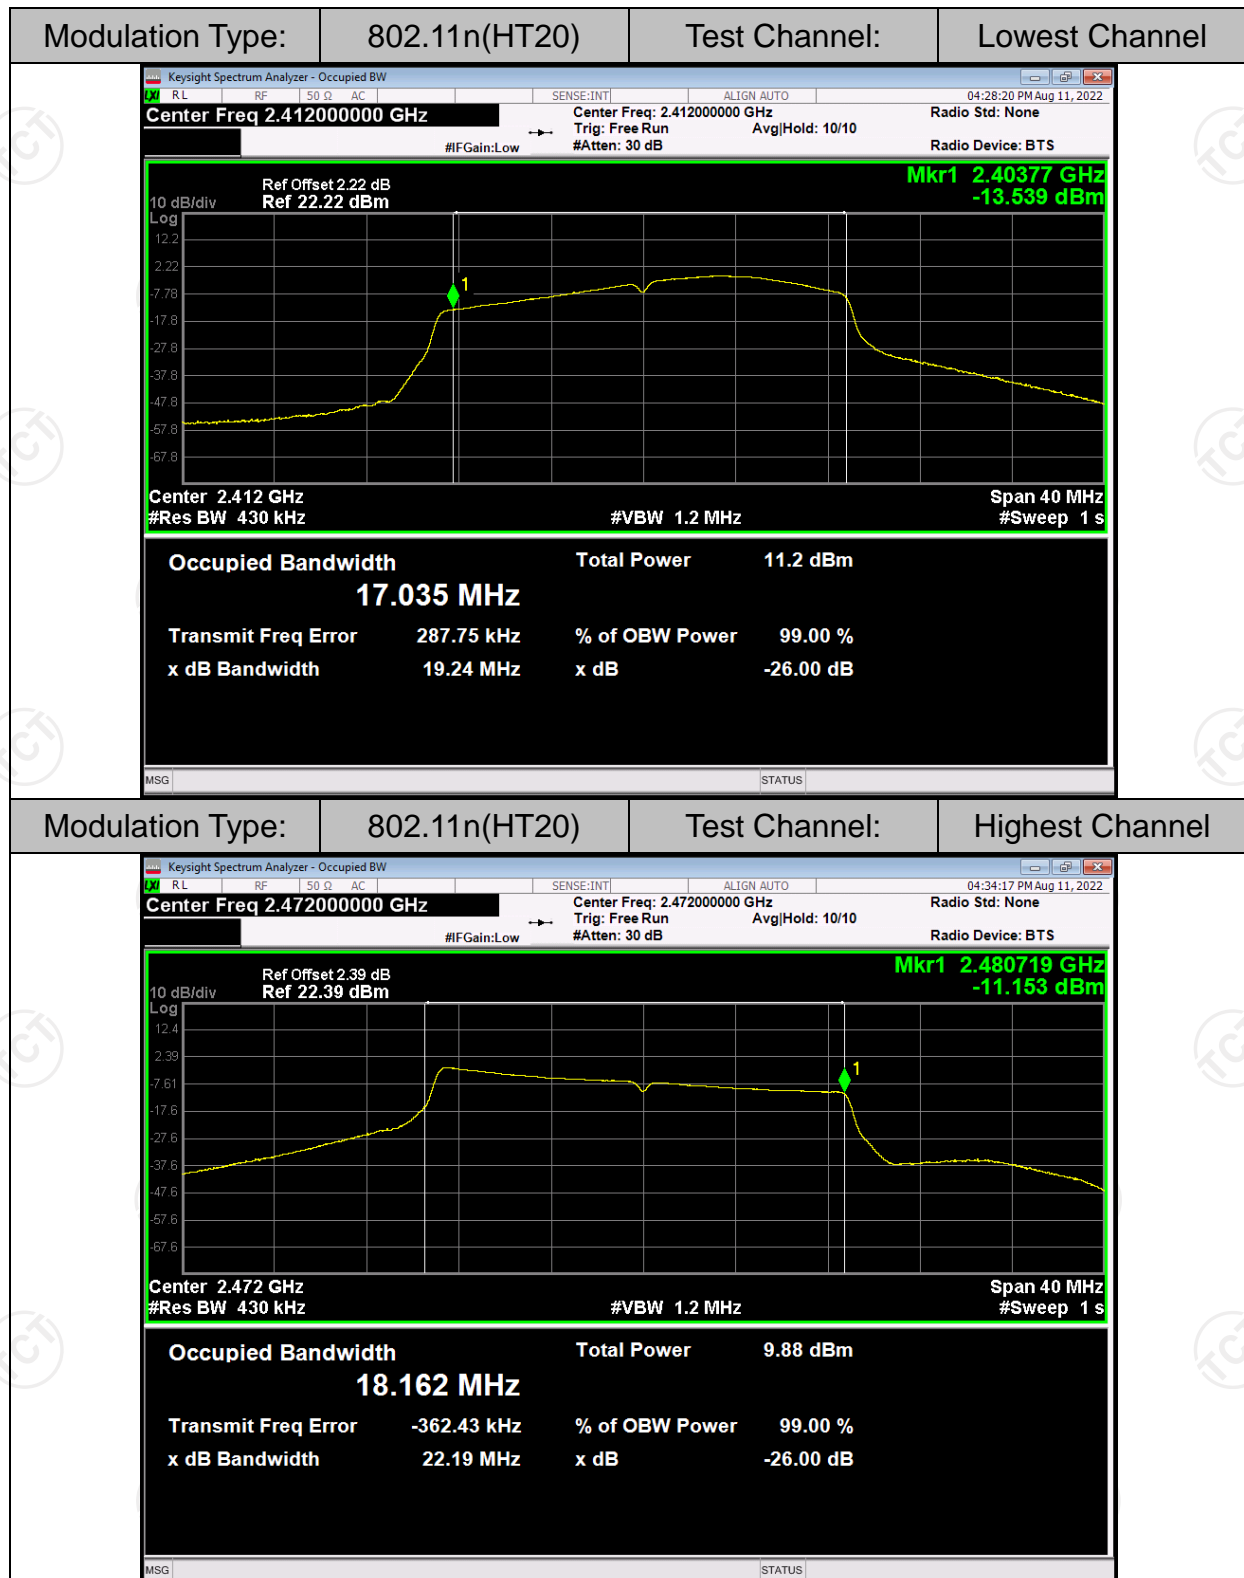 Modulation Type: 802.11n(HT20) Test Channel: Lowest Channel
Keysight Spectrum Analyzer - Occupied BW
LXI RL RF 50 Ω AC SENSE:INT ALIGN AUTO 04:28:20 PM Aug 11, 2022
Center Freq 2.412000000 GHz Center Freq: 2.412000000 GHz Radio Std: None
Trig: Free Run Avg|Hold: 10/10
#IFGain:Low #Atten: 30 dB Radio Device: BTS
Mkr1 2.40377 GHz
Ref Offset 2.22 dB
-13.539 dBm
10 dB/div Ref 22.22 dBm
Log
12.2
2.22
1
-7.78
-17.8
-27.8
-37.8
-47.8
-57.8
-67.8
Center 2.412 GHz Span 40 MHz
#Res BW 430 kHz #VBW 1.2 MHz #Sweep 1 s
Occupied Bandwidth Total Power 11.2 dBm
17.035 MHz
Transmit Freq Error 287.75 kHz % of OBW Power 99.00 %
x dB Bandwidth 19.24 MHz x dB -26.00 dB
MSG STATUS
Modulation Type: 802.11n(HT20) Test Channel: Highest Channel
Keysight Spectrum Analyzer - Occupied BW
LXI RL RF 50 Ω AC SENSE:INT ALIGN AUTO 04:34:17 PM Aug 11, 2022
Center Freq 2.472000000 GHz Center Freq: 2.472000000 GHz Radio Std: None
Trig: Free Run Avg|Hold: 10/10
#IFGain:Low #Atten: 30 dB Radio Device: BTS
Mkr1 2.480719 GHz
Ref Offset 2.39 dB
-11.153 dBm
10 dB/div Ref 22.39 dBm
Log
12.4
2.39
1
-7.61
-17.6
-27.6
-37.6
-47.6
-57.6
-67.6
Center 2.472 GHz Span 40 MHz
#Res BW 430 kHz #VBW 1.2 MHz #Sweep 1 s
Occupied Bandwidth Total Power 9.88 dBm
18.162 MHz
Transmit Freq Error -362.43 kHz % of OBW Power 99.00 %
x dB Bandwidth 22.19 MHz x dB -26.00 dB
MSG STATUS
TCT
TCT
TCT
TCT
TCT
TCT
TCT
TCT
TCT
TCT